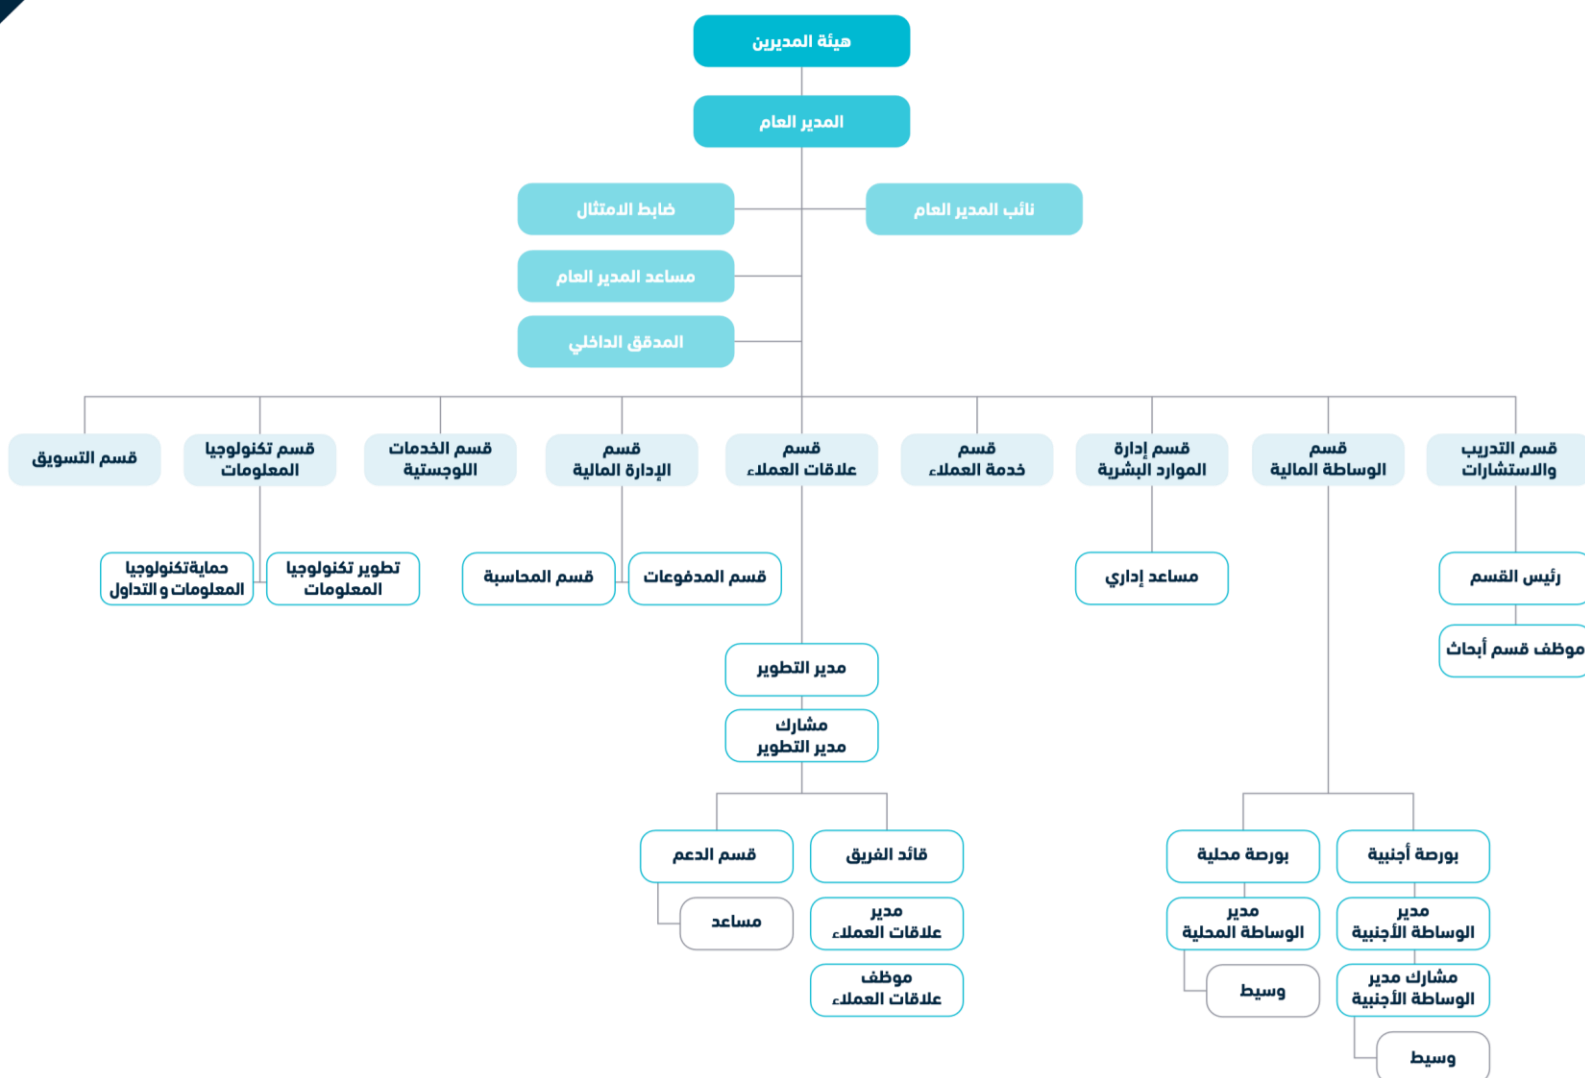 هيئة المديرين
المدير العام
نائب المدير العام
ضابط الامتثال
مساعد المدير العام
المدقق الداخلي
قسم التدريب
والاستشارات
قسم
الوساطة المالية
قسم إدارة
الموارد البشرية
قسم
خدمة العملاء
قسم
علاقات العملاء
قسم
الإدارة المالية
قسم الخدمات
اللوجستية
قسم تكنولوجيا
المعلومات
قسم التسويق
رئيس القسم
موظف قسم أبحاث
مساعد إداري
قسم المدفوعات
قسم المحاسبة
تطوير تكنولوجيا
المعلومات
حمايةتكنولوجيا
المعلومات و التداول
مدير التطوير
مشارك
مدير التطوير
بورصة أجنبية
مدير
الوساطة الأجنبية
مشارك مدير
الوساطة الأجنبية
وسيط
بورصة محلية
مدير
الوساطة المحلية
وسيط
قائد الفريق
مدير
علاقات العملاء
موظف
علاقات العملاء
قسم الدعم
مساعد